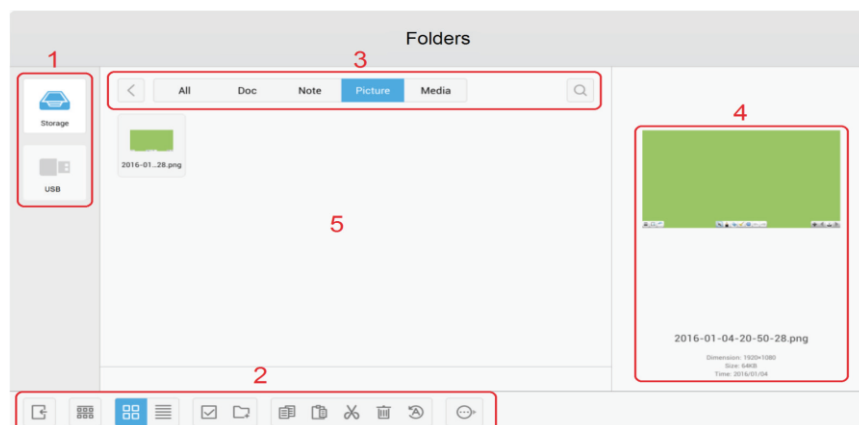 Folders
1
3
All Doc Note Picture Media
4
Storage
2016-01..28.png
USB
5
2016-01-04-20-50-28.png
Dimension: 1920×1080
Size: 64KB
Time: 2016/01/04
2